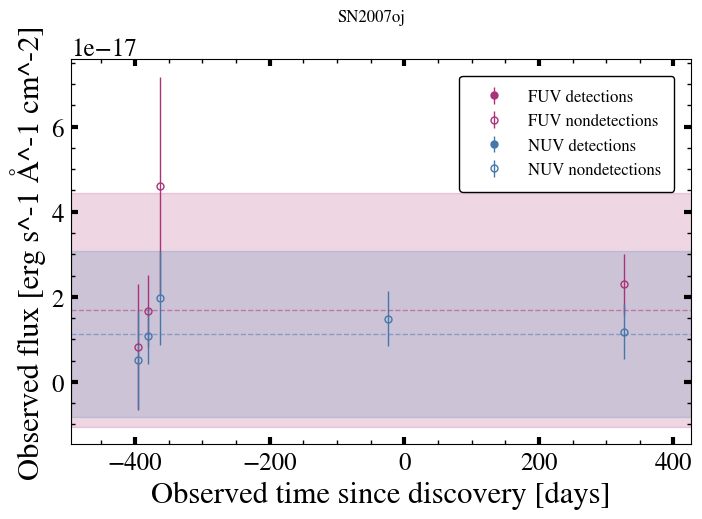 SN2007oj
1e−17
6
4
2
0
−400
−200
0
200
400
Observed flux [erg s^-1 Å^-1 cm^-2]
Observed time since discovery [days]
FUV detections
FUV nondetections
NUV detections
NUV nondetections